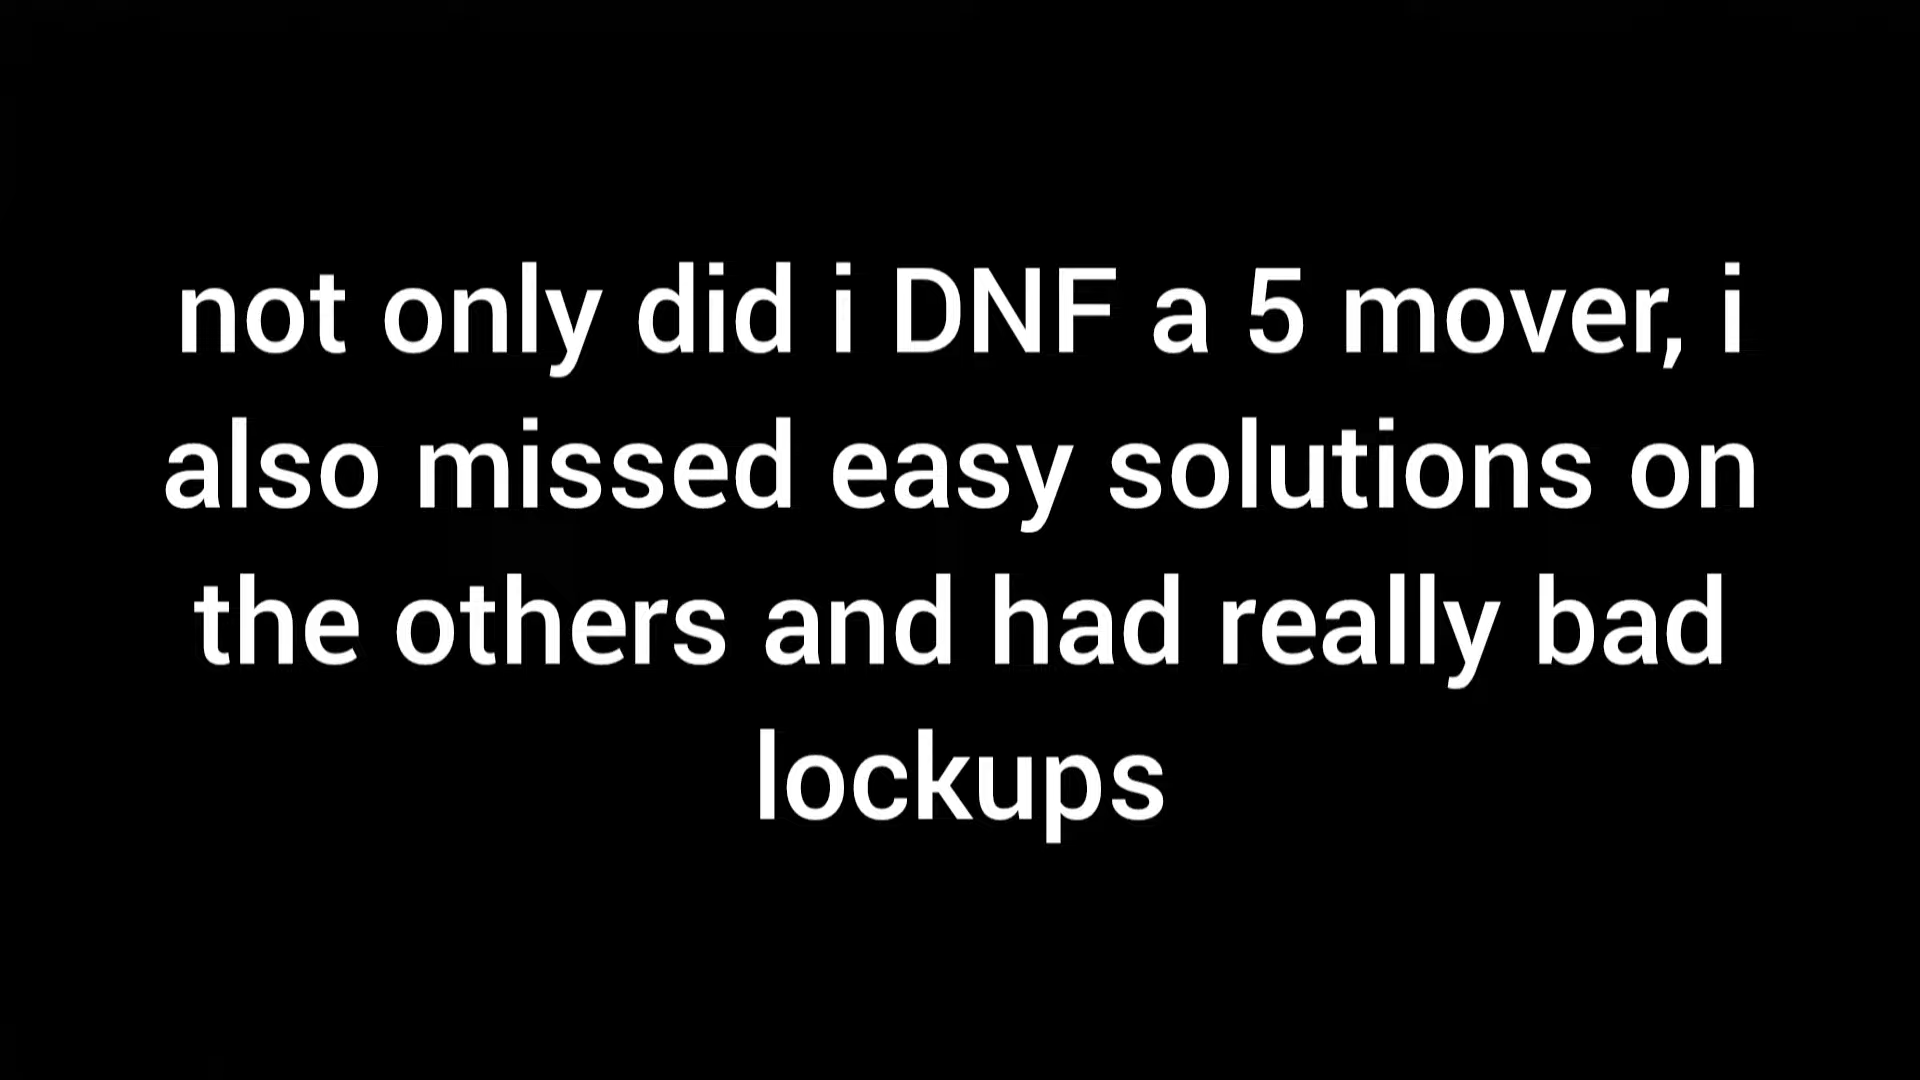 not only did i DNF a 5 mover, i
also missed easy solutions on
the others and had really bad
lockups